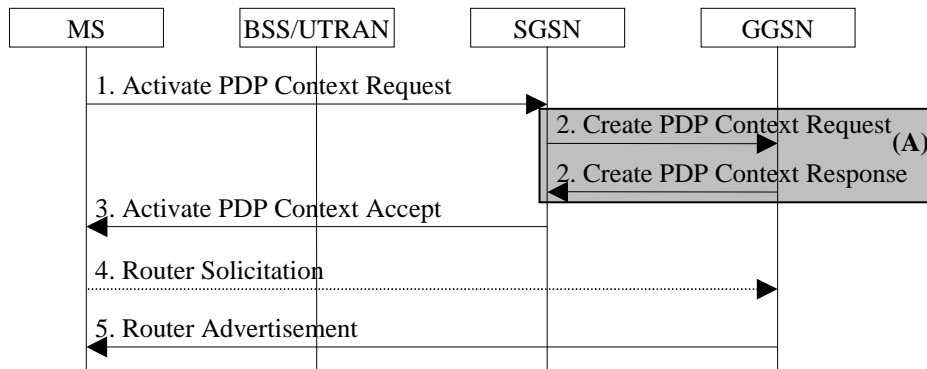 MS BSS/UTRAN SGSN GGSN
1. Activate PDP Context Request
2. Create PDP Context Request
(A)
2. Create PDP Context Response
3. Activate PDP Context Accept
4. Router Solicitation
5. Router Advertisement